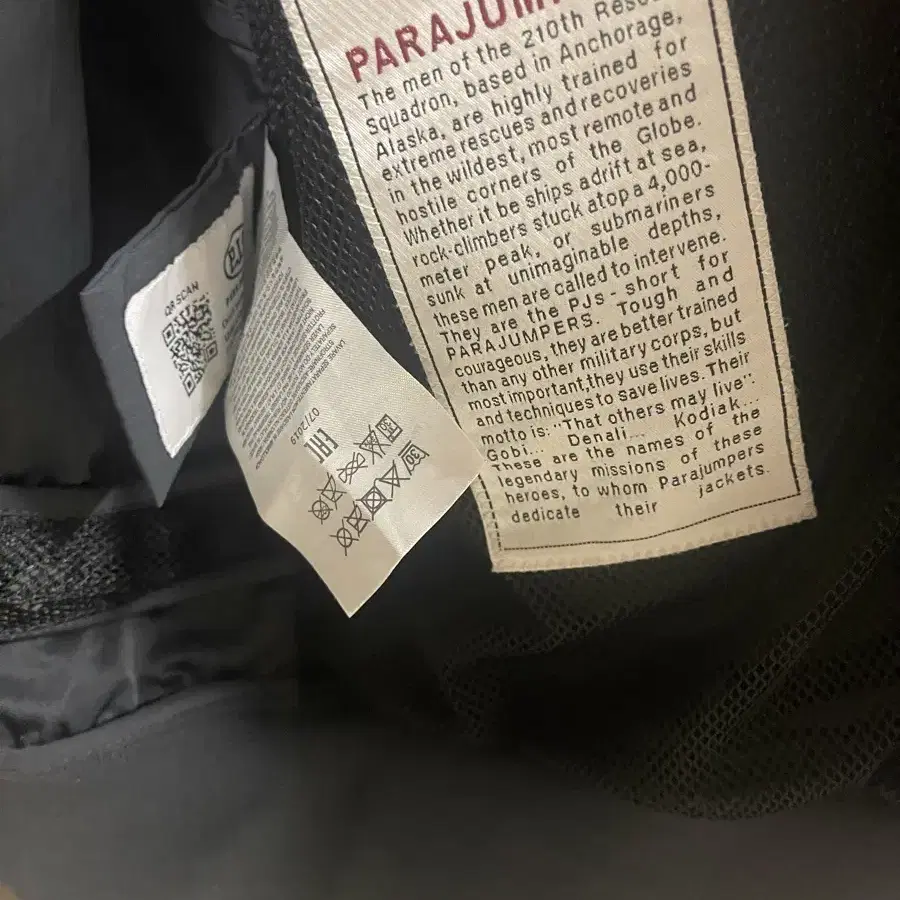 PARAJUM
The men of the 210th Resc
Squadron, based in Anchorage,
Alaska, are highly trained for
extreme rescues and recoveries
in the wildest, most remote and
hostile corners of the Globe.
Whether it be ships adrift at sea,
rock-climbers stuck atop a 4,000-
meter peak, or submariners
sunk at unimaginable depths,
these men are called to intervene.
They are the PJs - short for
PARAJUMPERS. Tough and
courageous, they are better trained
than any other military corps, but
most important,they use their skills
and techniques to save lives. Their
motto is: "That others may live":
Gobi... Denali... Kodiak...
These are the names of the
legendary missions of these
heroes, to whom Parajumpers
dedicate their jackets.
QR SCAN
07/2019
EAC
30
30